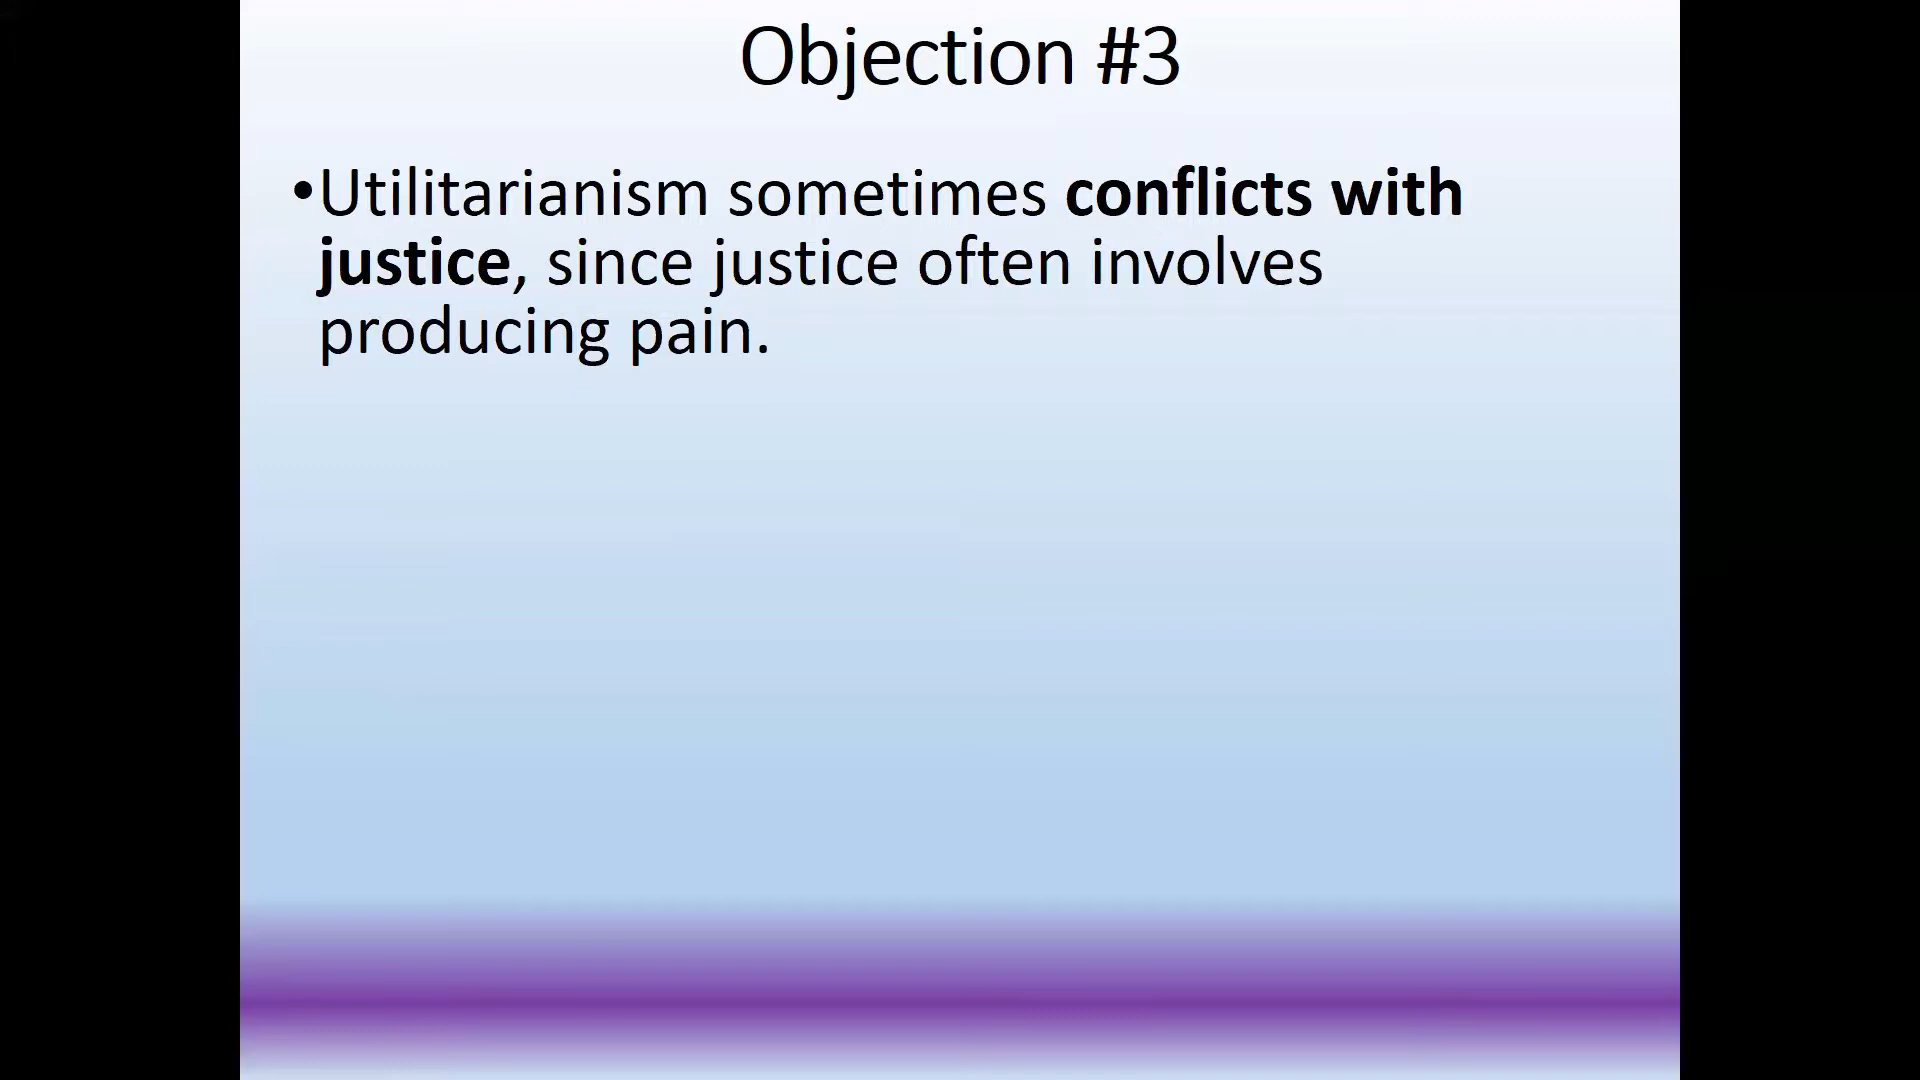 Objection #3
•Utilitarianism sometimes conflicts with
justice, since justice often involves
producing pain.